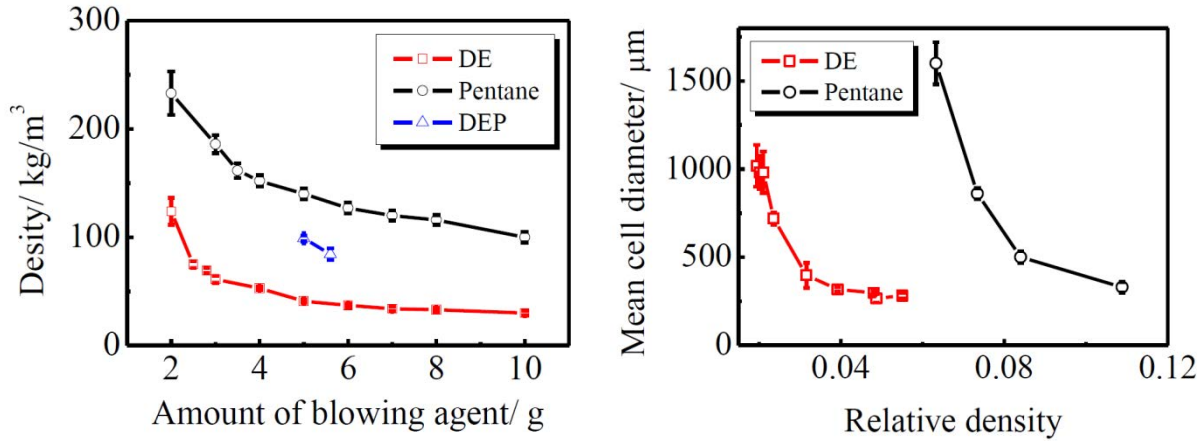 300
200
100
0
Desity/ kg/m³
DE
Pentane
DEP
2 4 6 8 10
Amount of blowing agent/ g
1500
1000
500
0
Mean cell diameter/ μm
DE
Pentane
0.04 0.08 0.12
Relative density